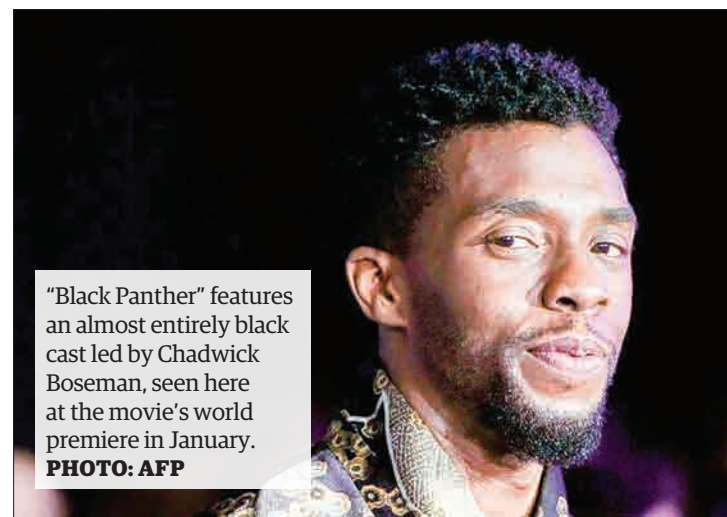 “Black Panther” features
an almost entirely black
cast led by Chadwick
Boseman, seen here
at the movie’s world
premiere in January.
PHOTO: AFP